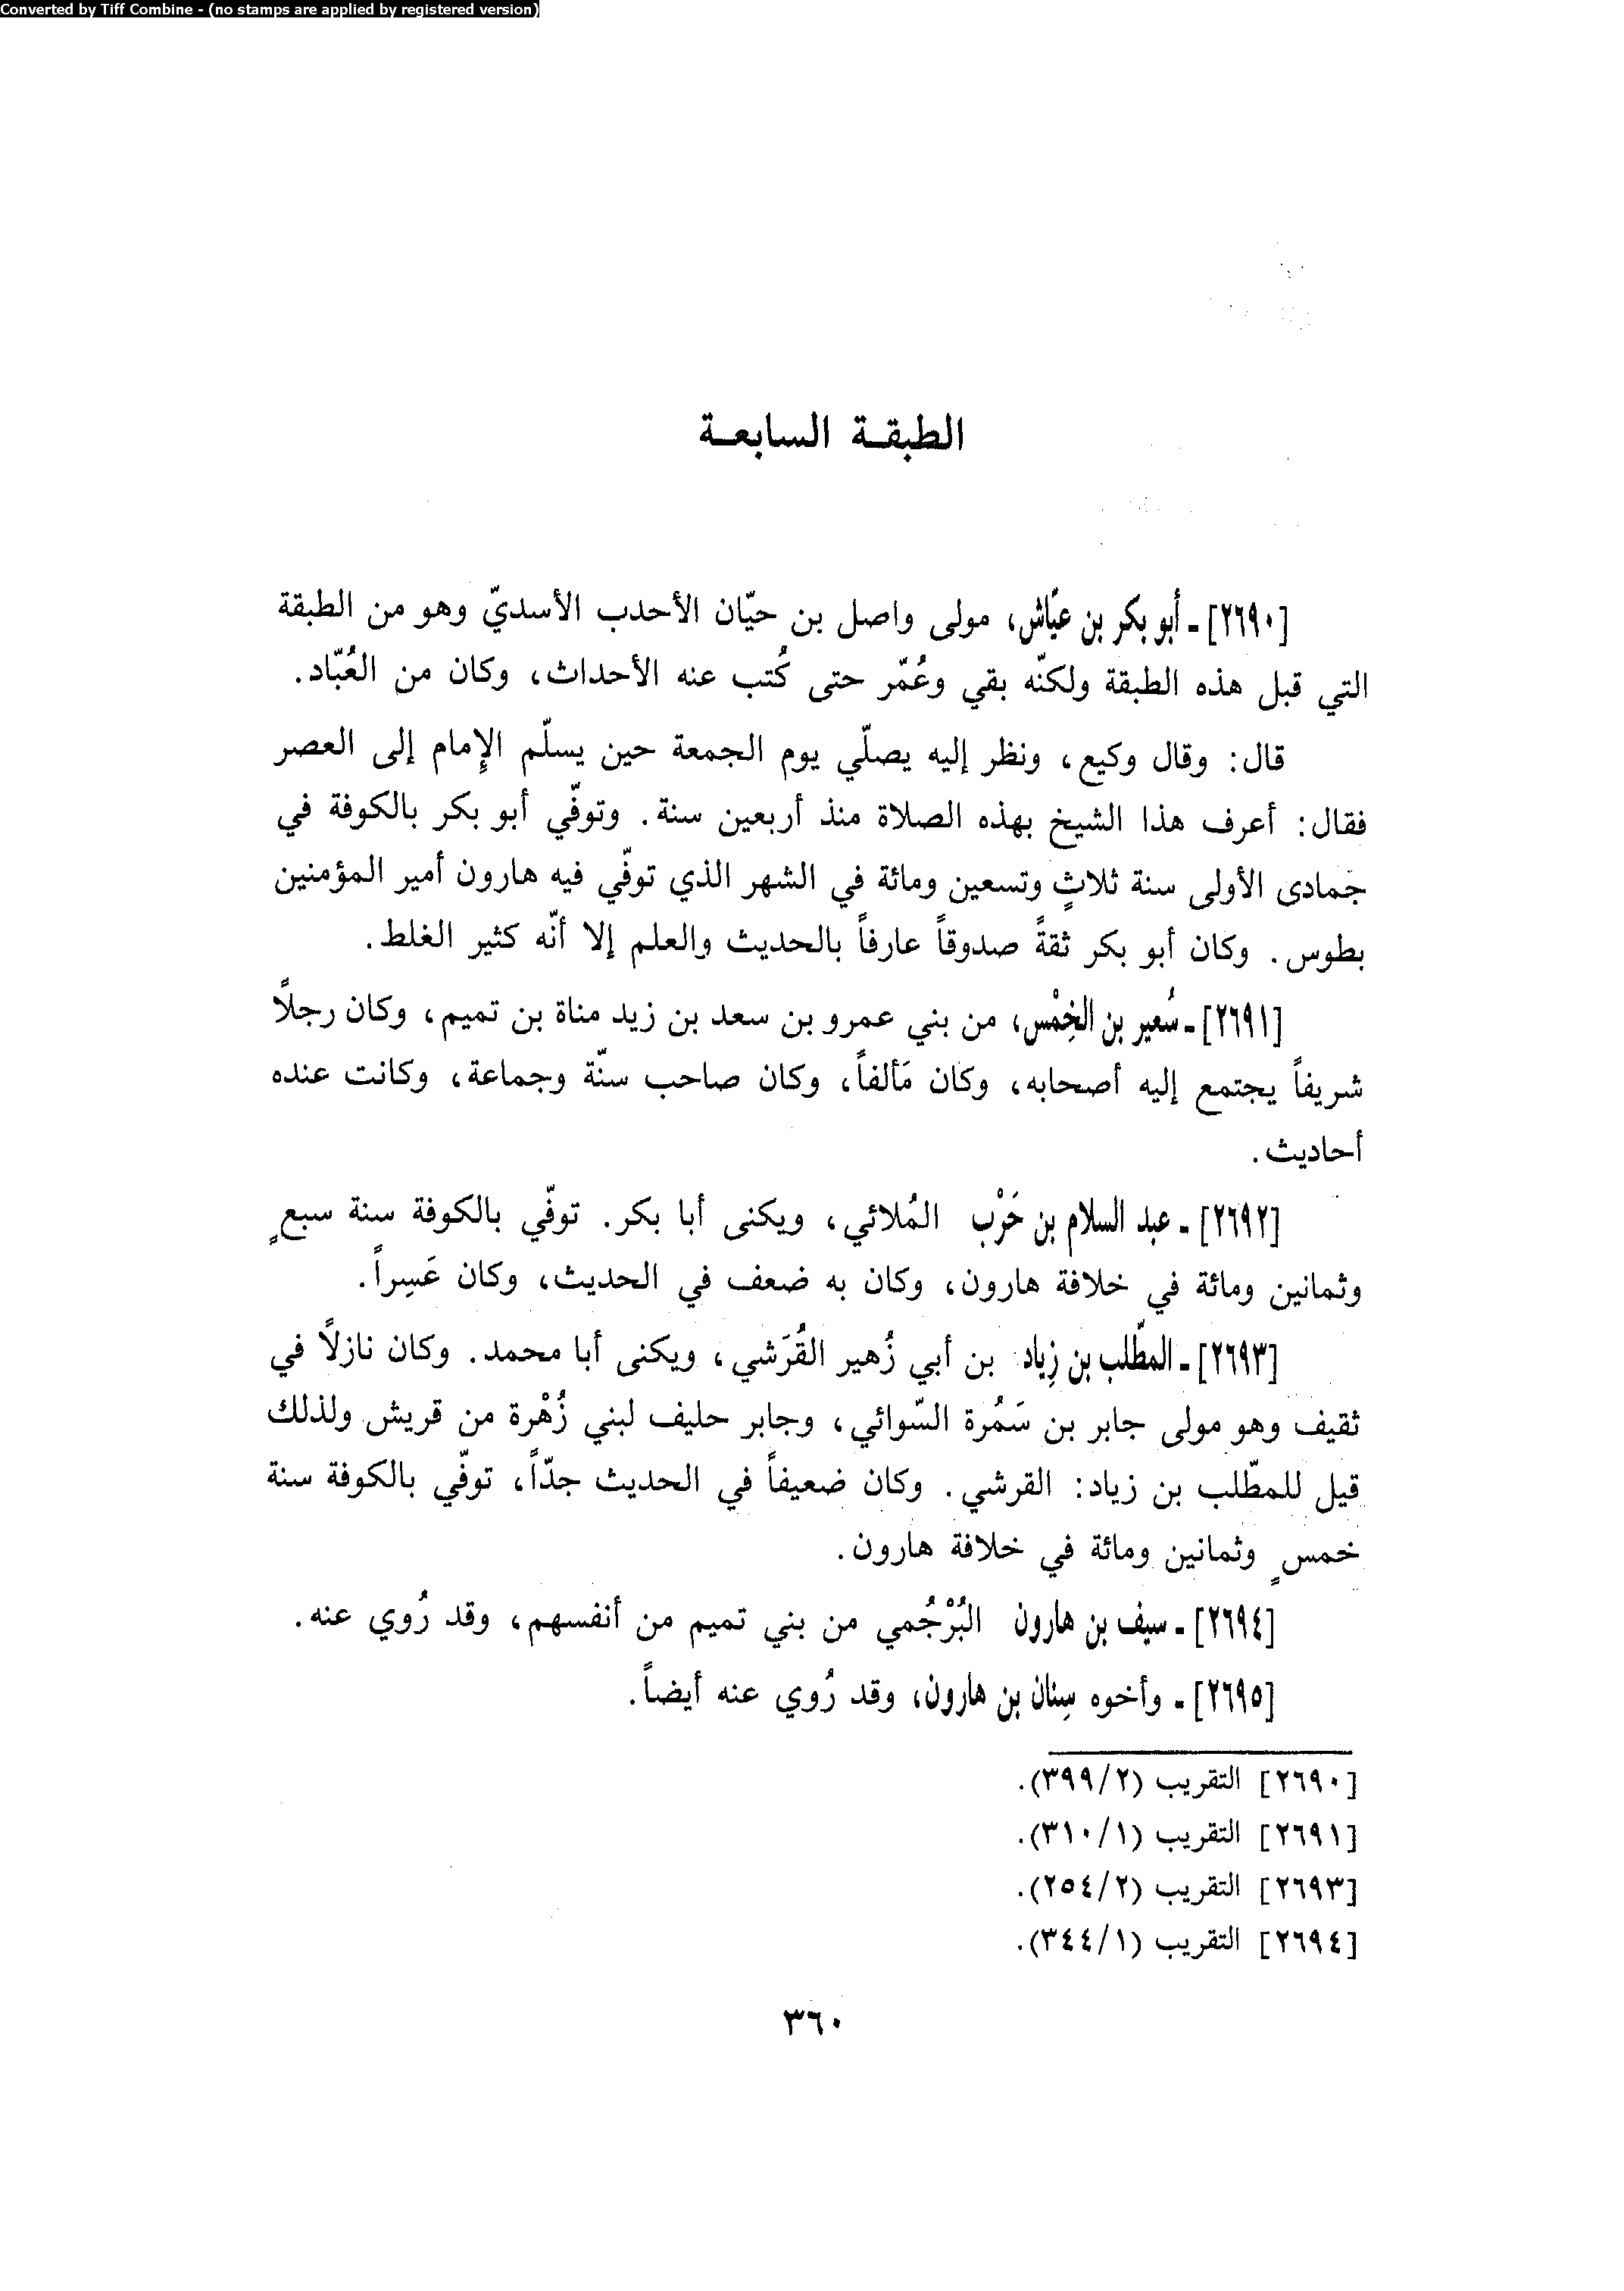 Converted by Tiff Combine - (no stamps are applied by registered version)
الطبقـة السابعـة
[٢٦٩٠] ـ أبو بكر بن عيّاش، مولى واصل بن حيّان الأحدب الأسديّ وهو من الطبقة
التي قبل هذه الطبقة ولكنّه بقي وعُمّر حتى كُتب عنه الأحداث، وكان من العُبّاد.
قال: وقال وكيع، ونظر إليه يصلّي يوم الجمعة حين يسلّم الإمام إلى العصر
فقال: أعرف هذا الشيخ بهذه الصلاة منذ أربعين سنة. وتوفّي أبو بكر بالكوفة في
جمادى الأولى سنة ثلاثٍ وتسعين ومائة في الشهر الذي توفّي فيه هارون أمير المؤمنين
بطوس. وكان أبو بكر ثقةً صدوقاً عارفاً بالحديث والعلم إلا أنّه كثير الغلط.
[٢٦٩١] ـ سُعير بن الخِمْس، من بني عمرو بن سعد بن زيد مناة بن تميم، وكان رجلاً
شريفاً يجتمع إليه أصحابه، وكان مَألفاً، وكان صاحب سنّة وجماعة، وكانت عنده
أحاديث.
[٢٦٩٢] ـ عبد السلام بن حَرْب المُلائي، ويكنى أبا بكر. توفّي بالكوفة سنة سبعٍ
وثمانين ومائة في خلافة هارون، وكان به ضعف في الحديث، وكان عَسِراً.
[٢٦٩٣] ـ المطّلب بن زِياد بن أبي زُهير القُرَشي، ويكنى أبا محمد. وكان نازلاً في
ثقيف وهو مولى جابر بن سَمُرة السّوائي، وجابر حليف لبني زُهْرة من قريش ولذلك
قيل للمطّلب بن زياد: القرشي. وكان ضعيفاً في الحديث جدّاً، توفّي بالكوفة سنة
خمسٍ وثمانين ومائة في خلافة هارون.
[٢٦٩٤] ـ سيف بن هارون البُرْجُمي من بني تميم من أنفسهم، وقد رُوي عنه.
[٢٦٩٥] ـ وأخوه سِنان بن هارون، وقد رُوي عنه أيضاً.
[٢٦٩٠] التقريب (٣٩٩/٢).
[٢٦٩١] التقريب (٣١٠/١).
[٢٦٩٣] التقريب (٢٥٤/٢).
[٢٦٩٤] التقريب (٣٤٤/١).
٣٦٠